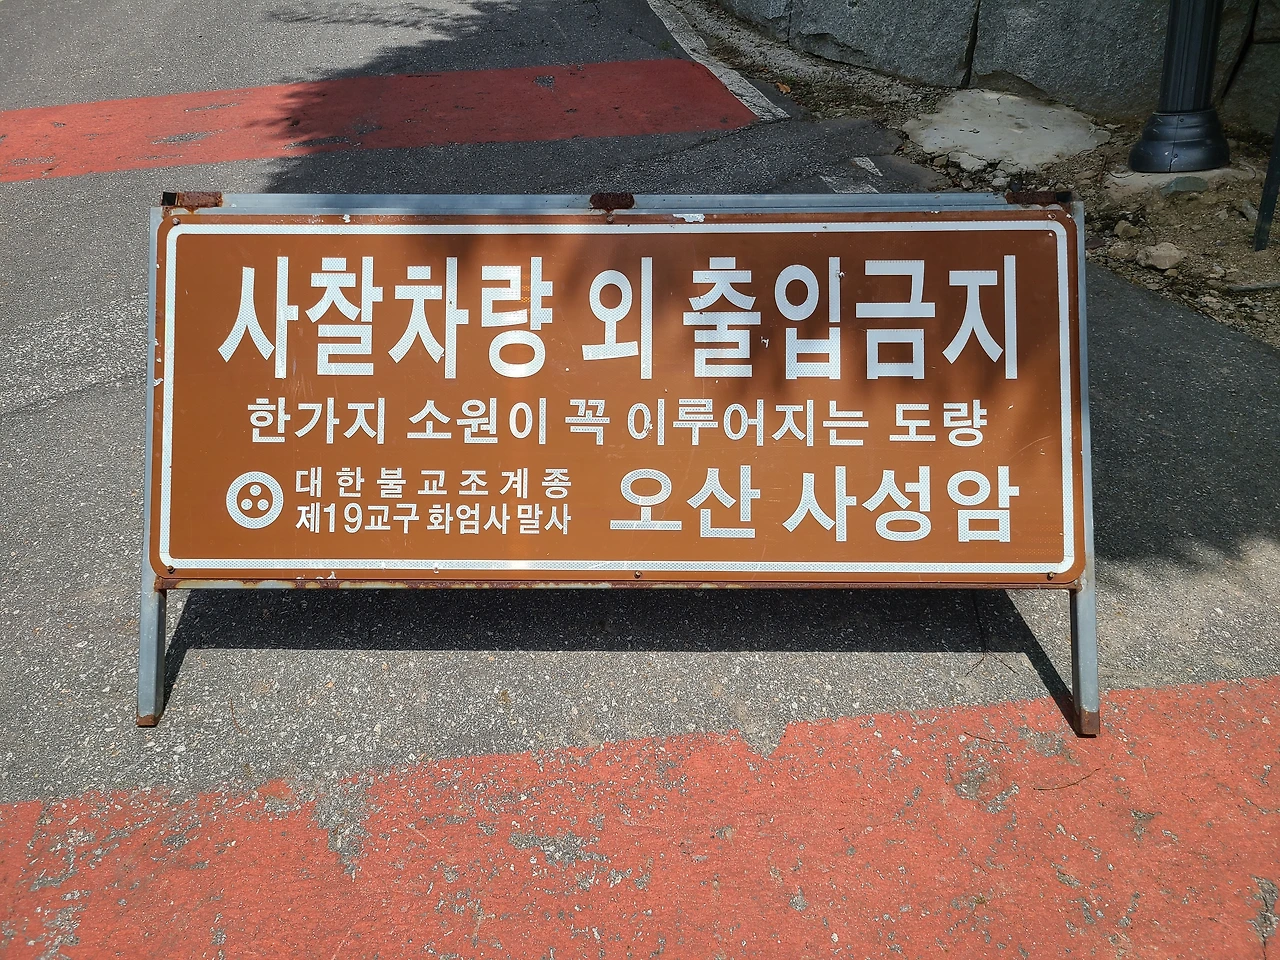 사찰차량 외 출입금지
한가지 소원이 꼭 이루어지는 도량
대한불교조계종
제19교구 화엄사 말사
오산 사성암